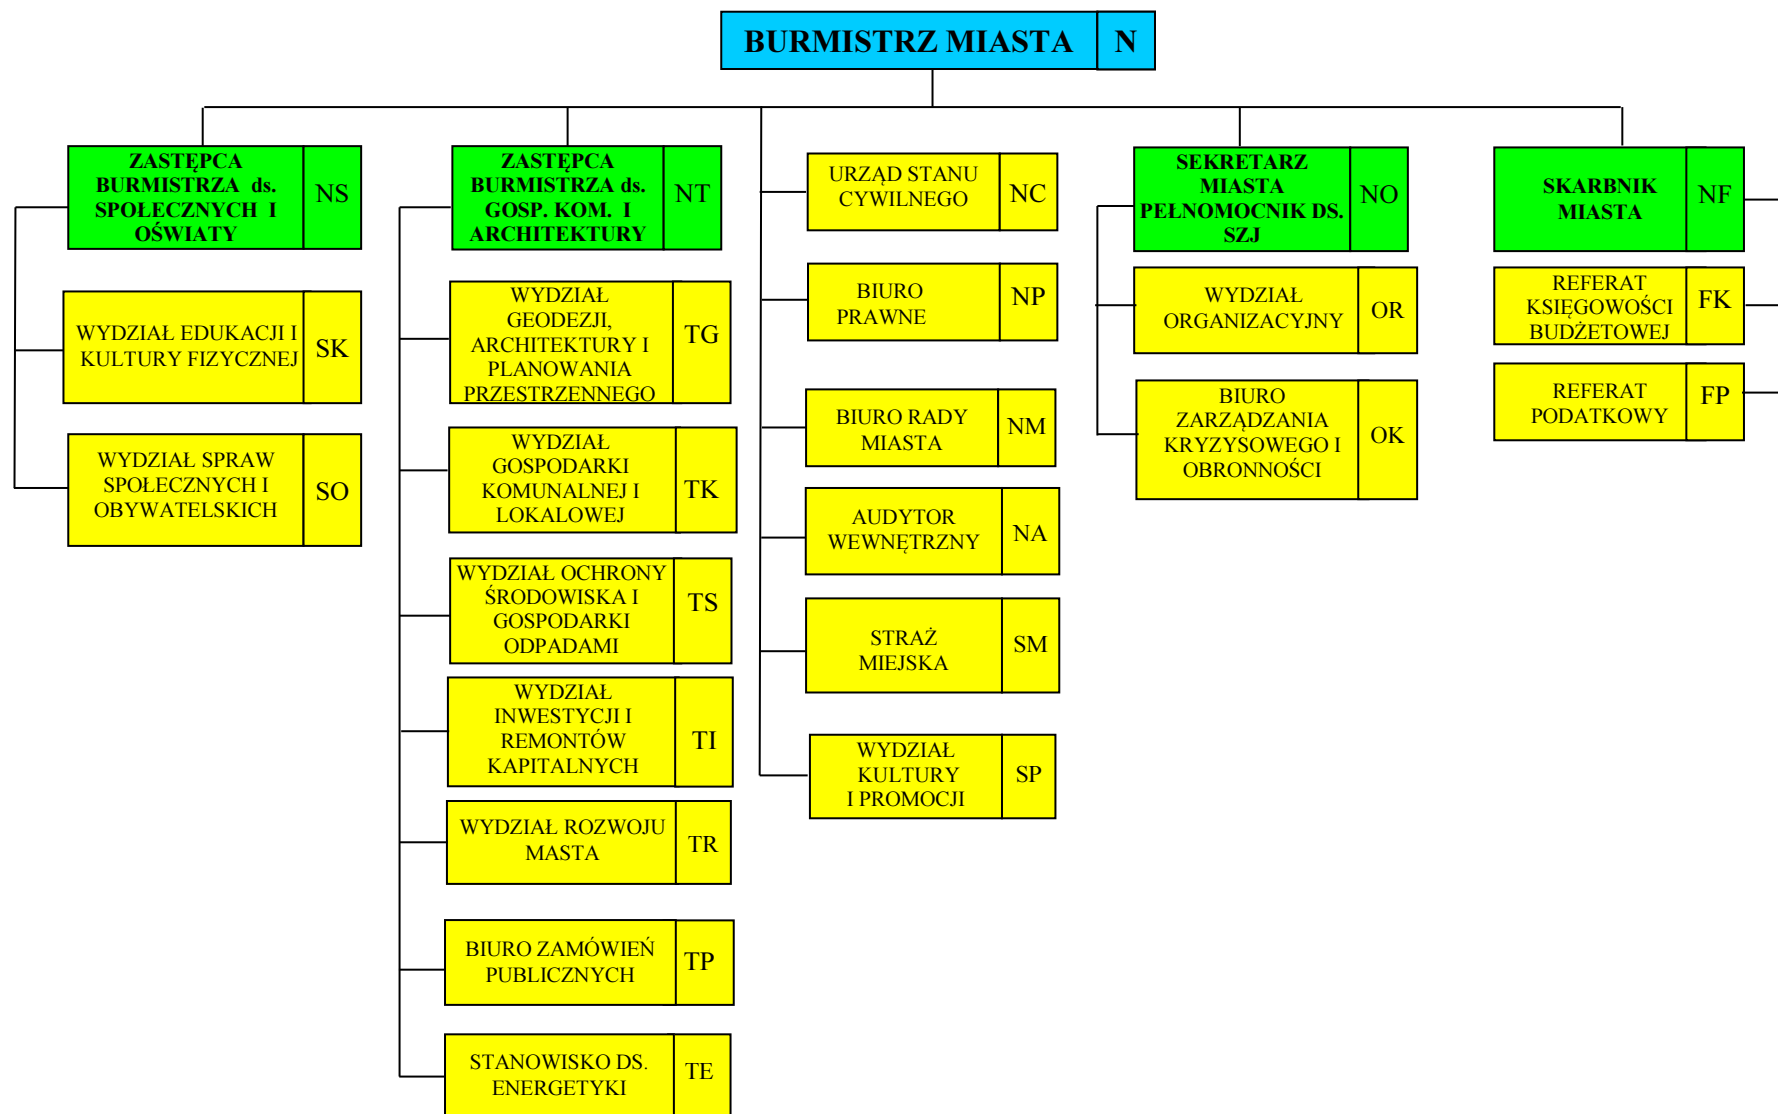 BURMISTRZ MIASTA N
ZASTĘPCA
BURMISTRZA ds.
SPOŁECZNYCH I
OŚWIATY
NS
WYDZIAŁ EDUKACJI I
KULTURY FIZYCZNEJ
SK
WYDZIAŁ SPRAW
SPOŁECZNYCH I
OBYWATELSKICH
SO
ZASTĘPCA
BURMISTRZA ds.
GOSP. KOM. I
ARCHITEKTURY
NT
WYDZIAŁ
GEODEZJI,
ARCHITEKTURY I
PLANOWANIA
PRZESTRZENNEGO
TG
WYDZIAŁ
GOSPODARKI
KOMUNALNEJ I
LOKALOWEJ
TK
WYDZIAŁ OCHRONY
ŚRODOWISKA I
GOSPODARKI
ODPADAMI
TS
WYDZIAŁ
INWESTYCJI I
REMONTÓW
KAPITALNYCH
TI
WYDZIAŁ ROZWOJU
MASTA
TR
BIURO ZAMÓWIEŃ
PUBLICZNYCH
TP
STANOWISKO DS.
ENERGETYKI
TE
URZĄD STANU
CYWILNEGO
NC
BIURO
PRAWNE
NP
BIURO RADY
MIASTA
NM
AUDYTOR
WEWNĘTRZNY
NA
STRAŻ
MIEJSKA
SM
WYDZIAŁ
KULTURY
I PROMOCJI
SP
SEKRETARZ
MIASTA
PEŁNOMOCNIK DS.
SZJ
NO
WYDZIAŁ
ORGANIZACYJNY
OR
BIURO
ZARZĄDZANIA
KRYZYSOWEGO I
OBRONNOŚCI
OK
SKARBNIK
MIASTA
NF
REFERAT
KSIĘGOWOŚCI
BUDŻETOWEJ
FK
REFERAT
PODATKOWY
FP